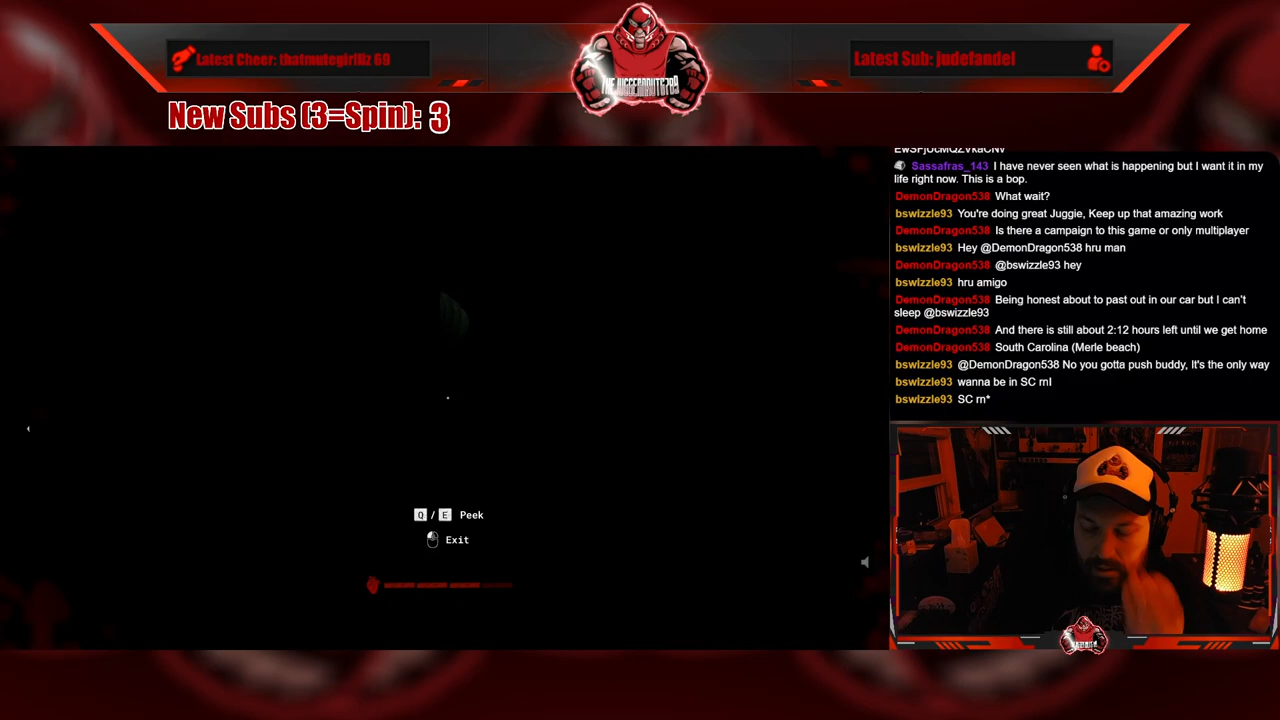 Latest Cheer: thatmutegirlliz 69
THEJUGGERNAUT6789
Latest Sub: judefandel
New Subs (3=Spin): 3
Sassafras_143 I have never seen what is happening but I want it in my
life right now. This is a bop.
DemonDragon538 What wait?
bswizzle93 You're doing great Juggie, Keep up that amazing work
DemonDragon538 Is there a campaign to this game or only multiplayer
bswizzle93 Hey @DemonDragon538 hru man
DemonDragon538 @bswizzle93 hey
bswizzle93 hru amigo
DemonDragon538 Being honest about to past out in our car but I can't
sleep @bswizzle93
DemonDragon538 And there is still about 2:12 hours left until we get home
DemonDragon538 South Carolina (Merle beach)
bswizzle93 @DemonDragon538 No you gotta push buddy, It's the only way
bswizzle93 wanna be in SC rnI
bswizzle93 SC rn*
Q / E Peek
Exit